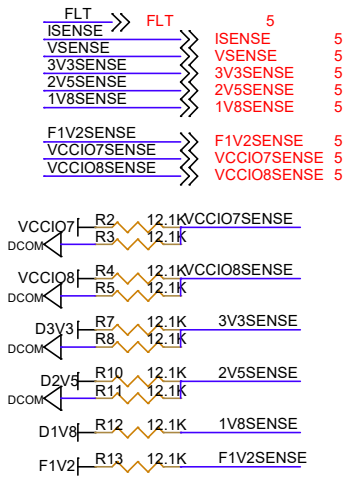 FLT FLT 5
ISENSE ISENSE 5
VSENSE VSENSE 5
3V3SENSE 3V3SENSE 5
2V5SENSE 2V5SENSE 5
1V8SENSE 1V8SENSE 5
F1V2SENSE F1V2SENSE 5
VCCIO7SENSE VCCIO7SENSE 5
VCCIO8SENSE VCCIO8SENSE 5
VCCIO7 R2 12.1K VCCIO7SENSE
DCOM R3 12.1K
VCCIO8 R4 12.1K VCCIO8SENSE
DCOM R5 12.1K
D3V3 R7 12.1K 3V3SENSE
DCOM R8 12.1K
D2V5 R10 12.1K 2V5SENSE
DCOM R11 12.1K
D1V8 R12 12.1K 1V8SENSE
F1V2 R13 12.1K F1V2SENSE